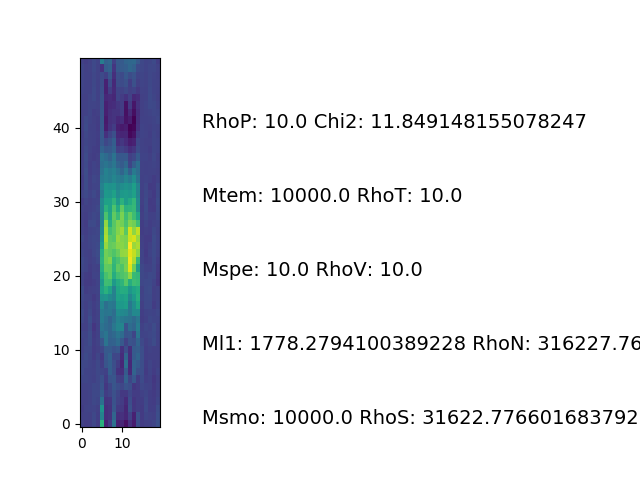 RhoP: 10.0 Chi2: 11.849148155078247
40
Mtem: 10000.0 RhoT: 10.0
30
Mspe: 10.0 RhoV: 10.0
20
Ml1: 1778.2794100389228 RhoN: 316227.76
10
Msmo: 10000.0 RhoS: 31622.776601683792
0
0 10